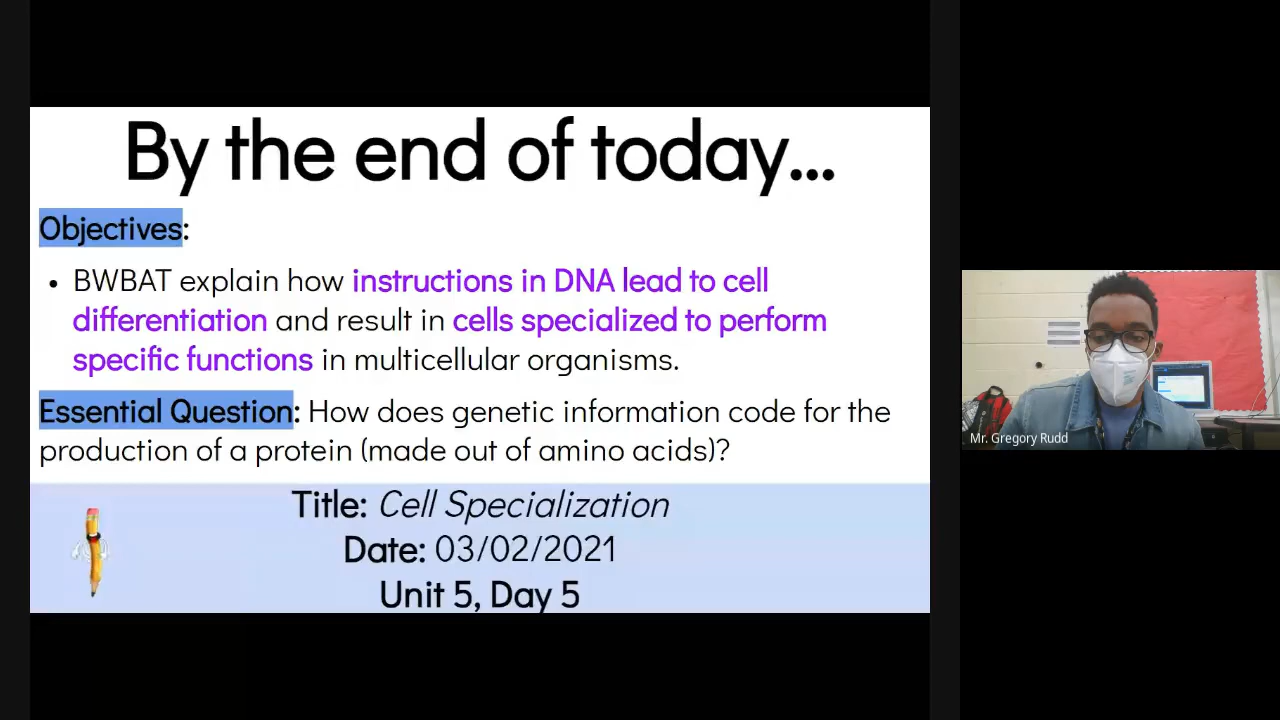 By the end of today...
Objectives:
• BWBAT explain how instructions in DNA lead to cell
differentiation and result in cells specialized to perform
specific functions in multicellular organisms.
Essential Question: How does genetic information code for the
production of a protein (made out of amino acids)?
Title: Cell Specialization
Date: 03/02/2021
Unit 5, Day 5
Mr. Gregory Rudd